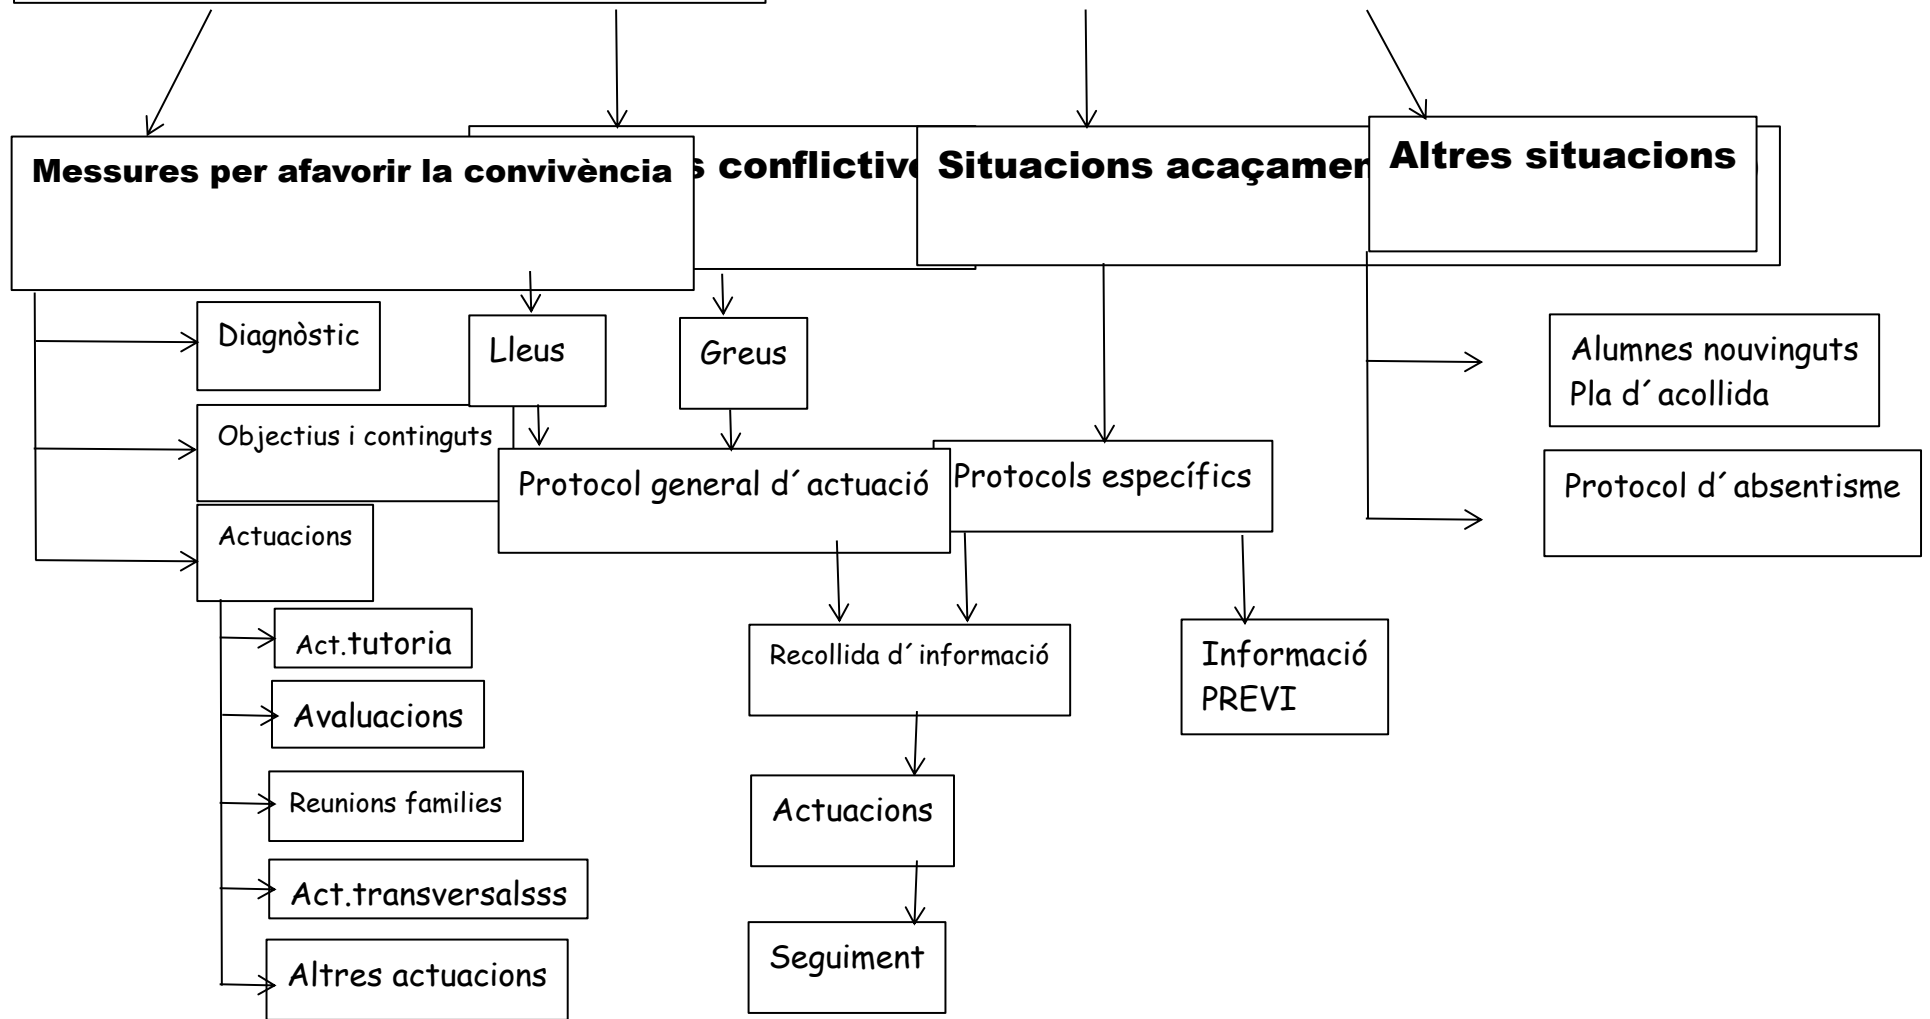 Messures per afavorir la convivència
conflictive
Situacions
Altres situacions
Diagnòstic
Lleus
Greus
Alumnes nouvinguts
Pla d´acollida
Objectius i continguts
Protocol general d´actuació
Protocols específics
Protocol d´absentisme
Actuacions
Act.tutoria
Recollida d´informació
Informació
PREVI
Avaluacions
Reunions families
Actuacions
Act.transversalsss
Seguiment
Altres actuacions